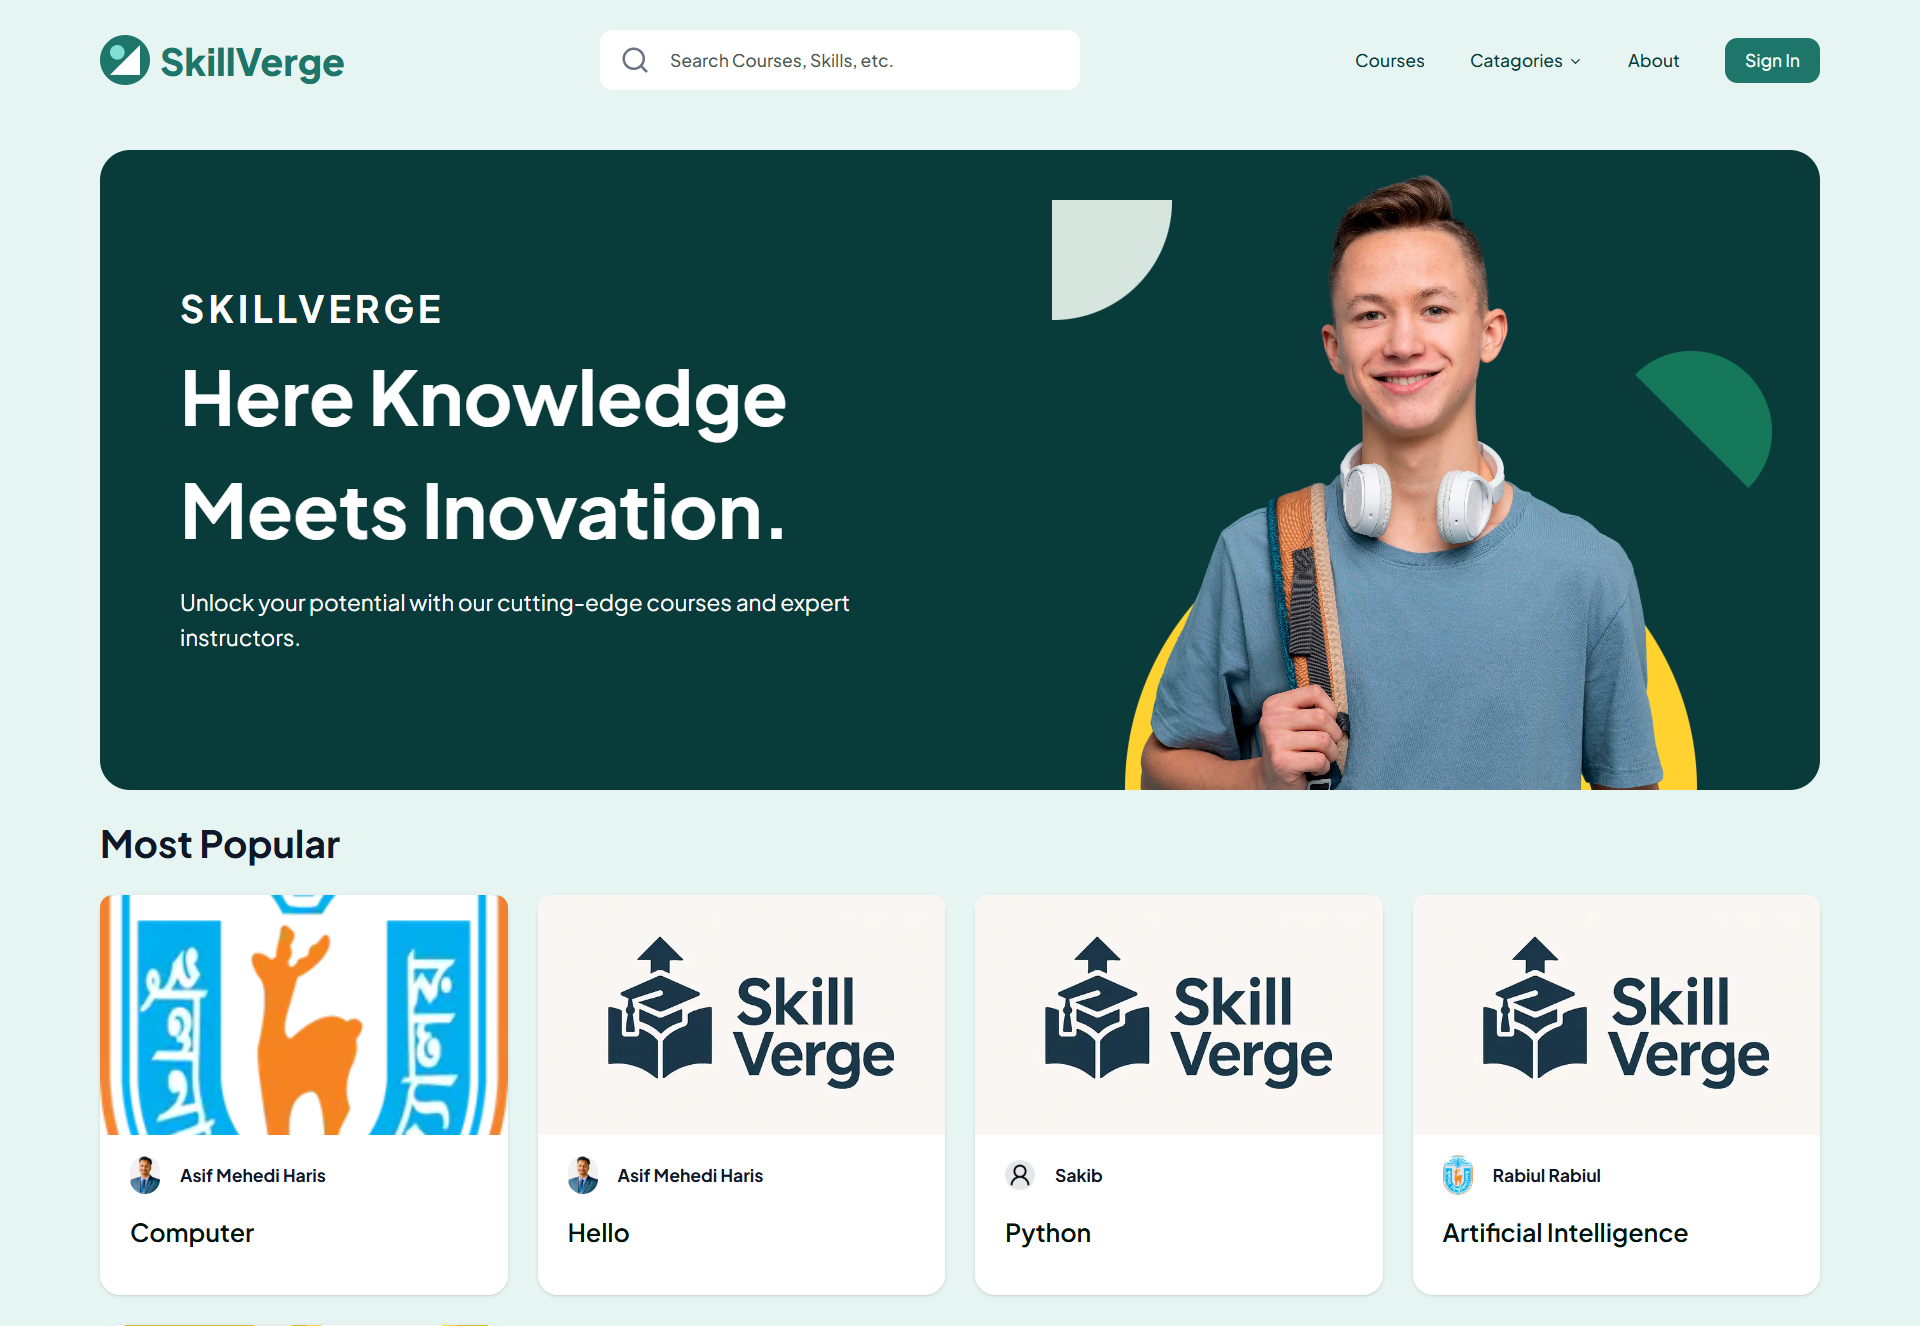 SkillVerge
Search Courses, Skills, etc.
Courses
Catagories
About
Sign In
SKILLVERGE
Here Knowledge
Meets Inovation.
Unlock your potential with our cutting-edge courses and expert
instructors.
Most Popular
Skill
Verge
Skill
Verge
Skill
Verge
Asif Mehedi Haris
Asif Mehedi Haris
Sakib
Rabiul Rabiul
Computer
Hello
Python
Artificial Intelligence